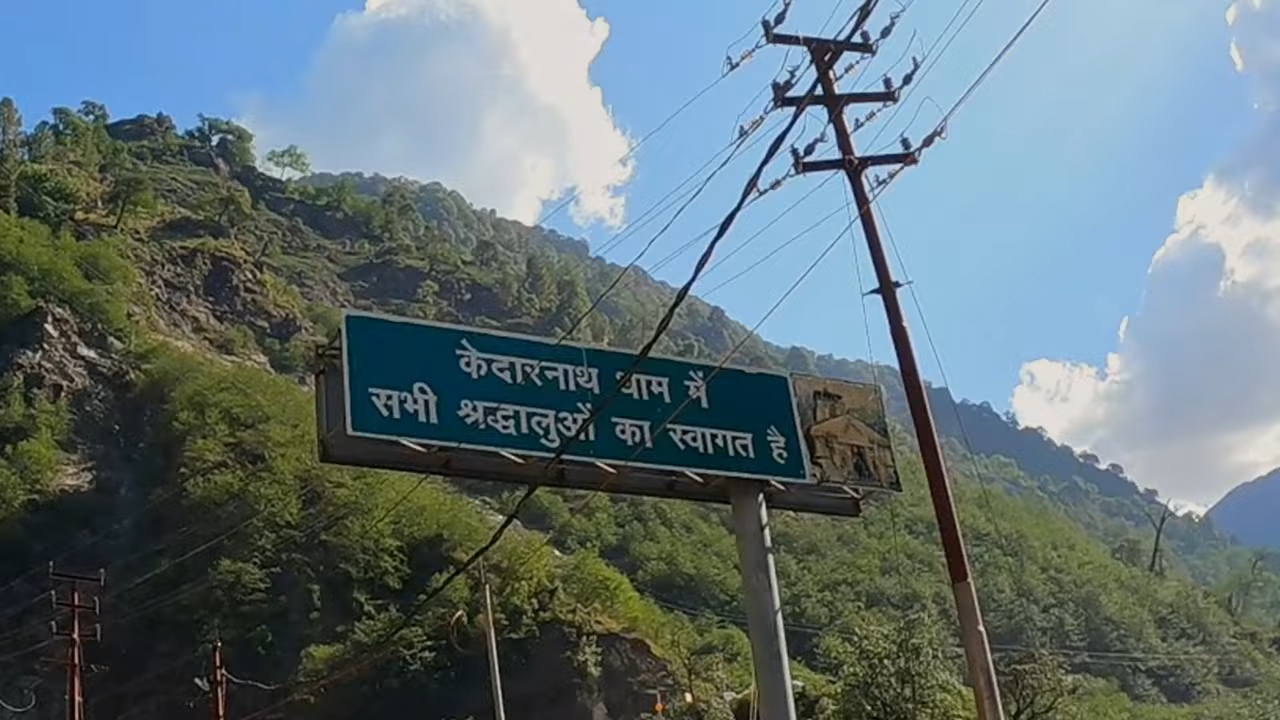 केदारनाथ धाम में
सभी श्रद्धालुओं का स्वागत है